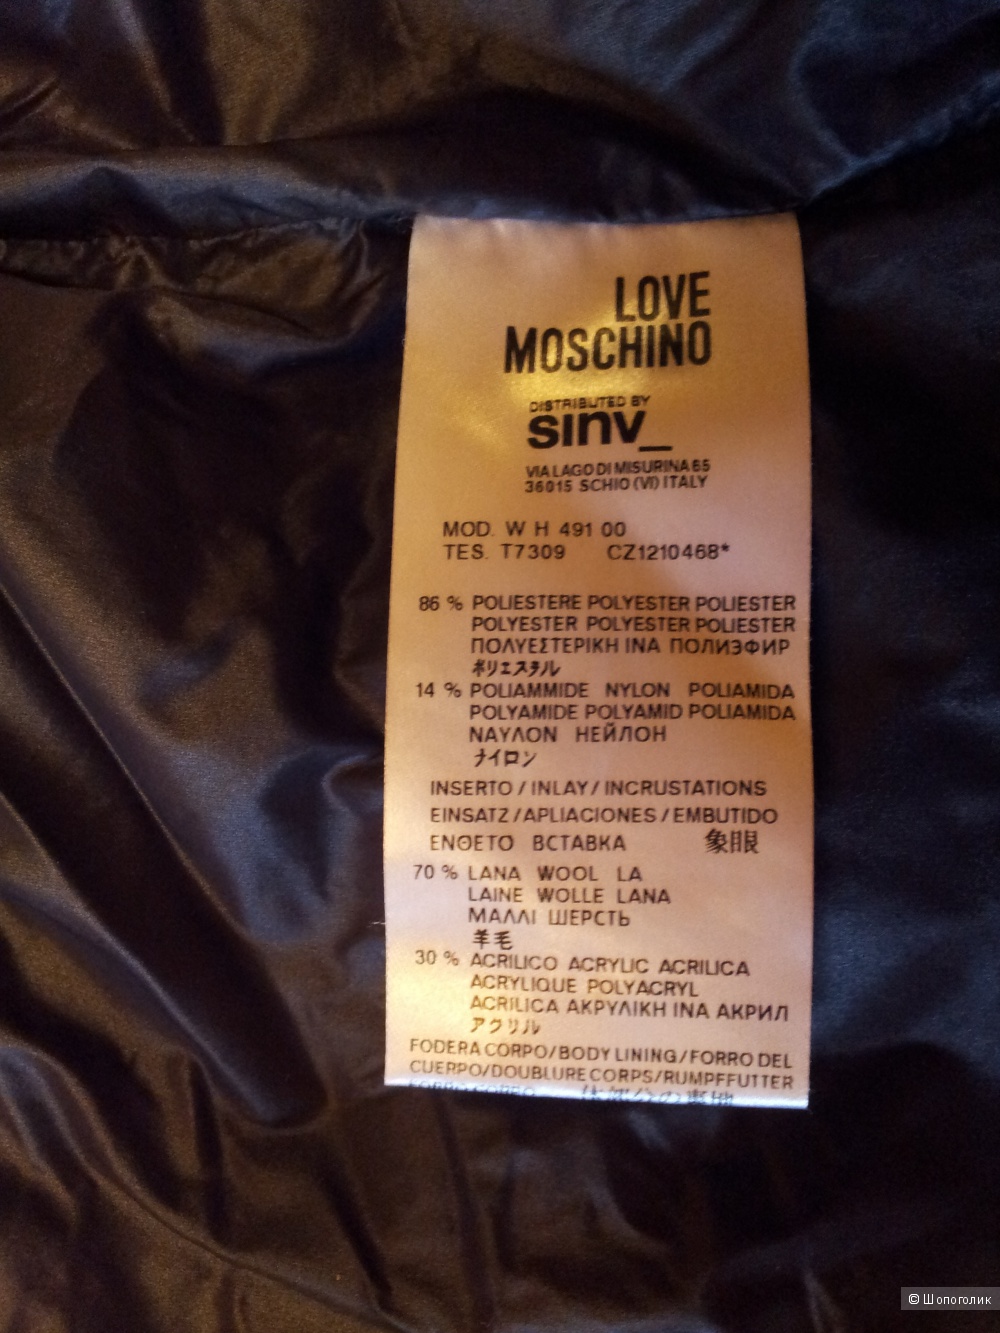 LOVE
MOSCHINO
DISTRIBUTED BY
sinv_
VIA LAGO DI MISURINA 65
36015 SCHIO (VI) ITALY
MOD. W H 491 00
TES. T7309 CZ1210468*
86 % POLIESTERE POLYESTER POLIESTER
POLYESTER POLYESTER POLIESTER
ΠΟΛΥΕΣΤΕΡΙΚΗ ΙΝΑ ПОЛИЭФИР
ポリエステル
14 % POLIAMMIDE NYLON POLIAMIDA
POLYAMIDE POLYAMID POLIAMIDA
ΝΑΥΛΟΝ НЕЙЛОН
ナイロン
INSERTO / INLAY / INCRUSTATIONS
EINSATZ / APLIACIONES / EMBUTIDO
ΕΝΘΕΤΟ ВСТАВКА 象眼
70 % LANA WOOL LA
LAINE WOLLE LANA
ΜΑΛΛΙ ШЕРСТЬ
羊毛
30 % ACRILICO ACRYLIC ACRILICA
ACRYLIQUE POLYACRYL
ACRILICA ΑΚΡΥΛΙΚΗ ΙΝΑ АКРИЛ
アクリル
FODERA CORPO/BODY LINING/FORRO DEL
CUERPO/DOUBLURE CORPS/RUMPFFUTTER
© Шопоголик